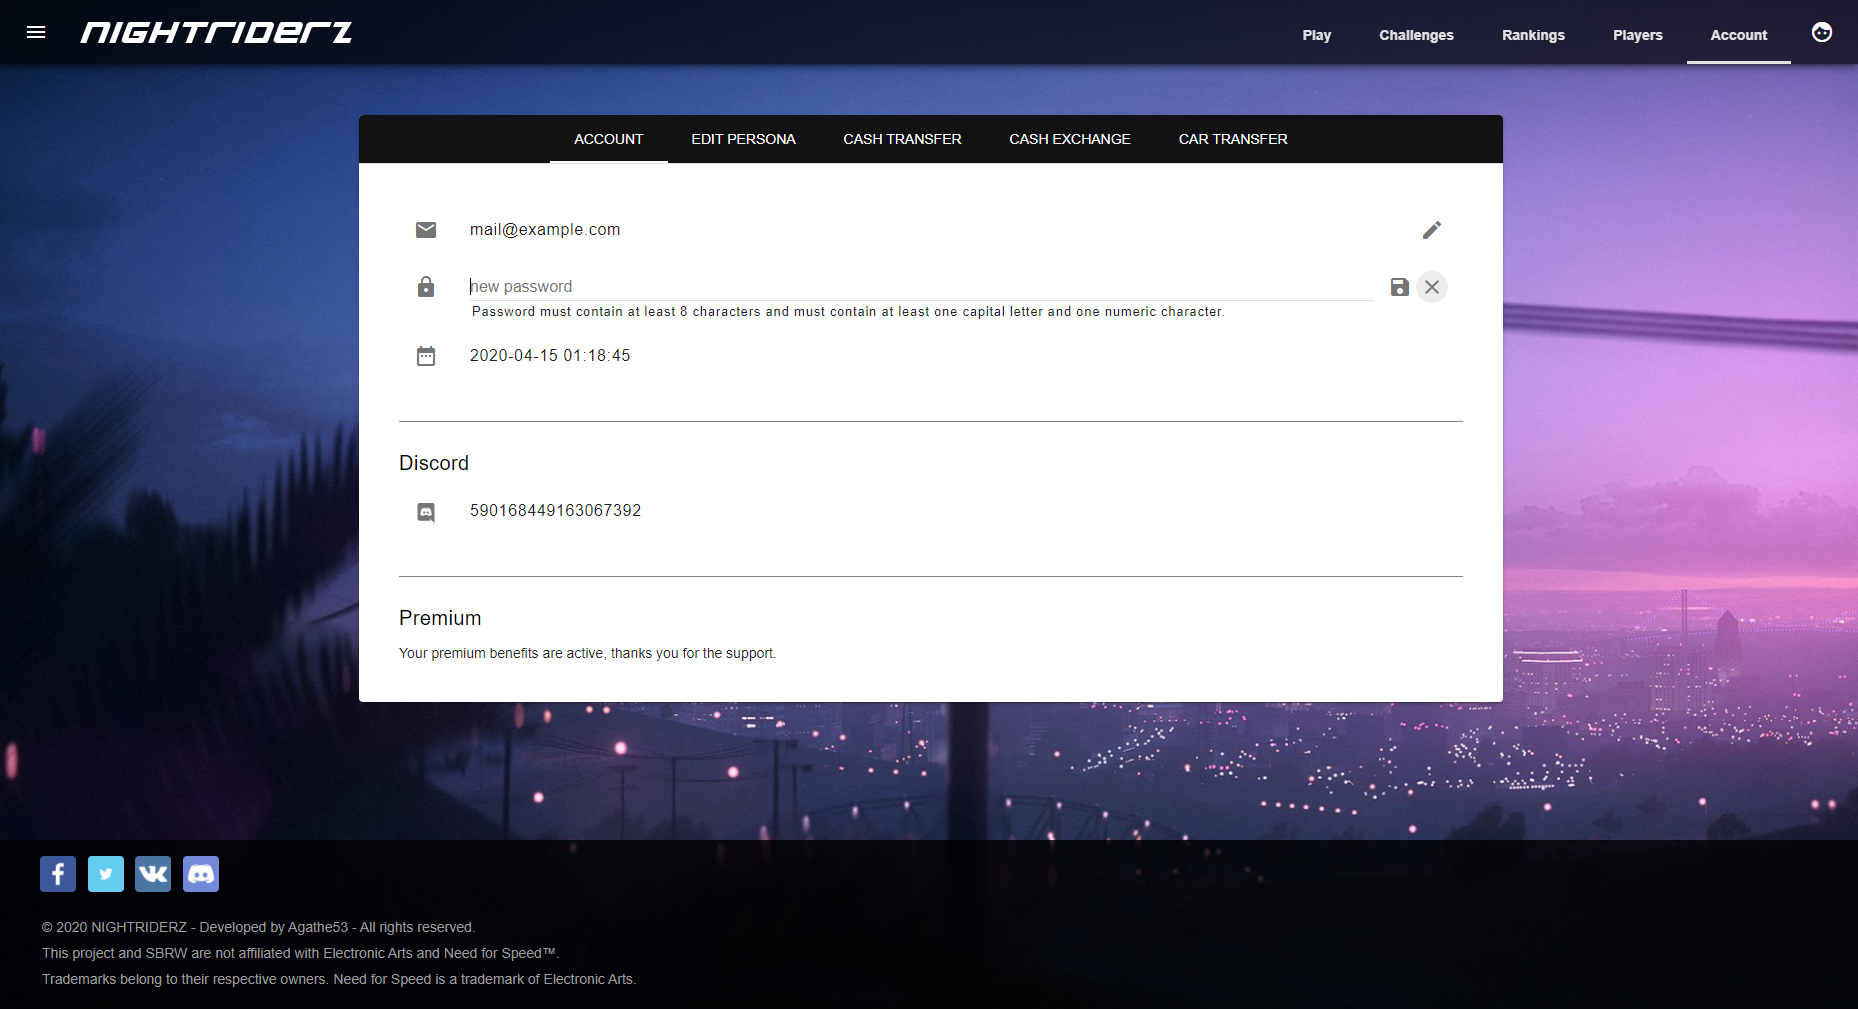 NIGHTRIDERZ
Play Challenges Rankings Players Account
ACCOUNT EDIT PERSONA CASH TRANSFER CASH EXCHANGE CAR TRANSFER
mail@example.com
new password
Password must contain at least 8 characters and must contain at least one capital letter and one numeric character.
2020-04-15 01:18:45
Discord
590168449163067392
Premium
Your premium benefits are active, thanks you for the support.
© 2020 NIGHTRIDERZ - Developed by Agathe53 - All rights reserved.
This project and SBRW are not affiliated with Electronic Arts and Need for Speed™.
Trademarks belong to their respective owners. Need for Speed is a trademark of Electronic Arts.